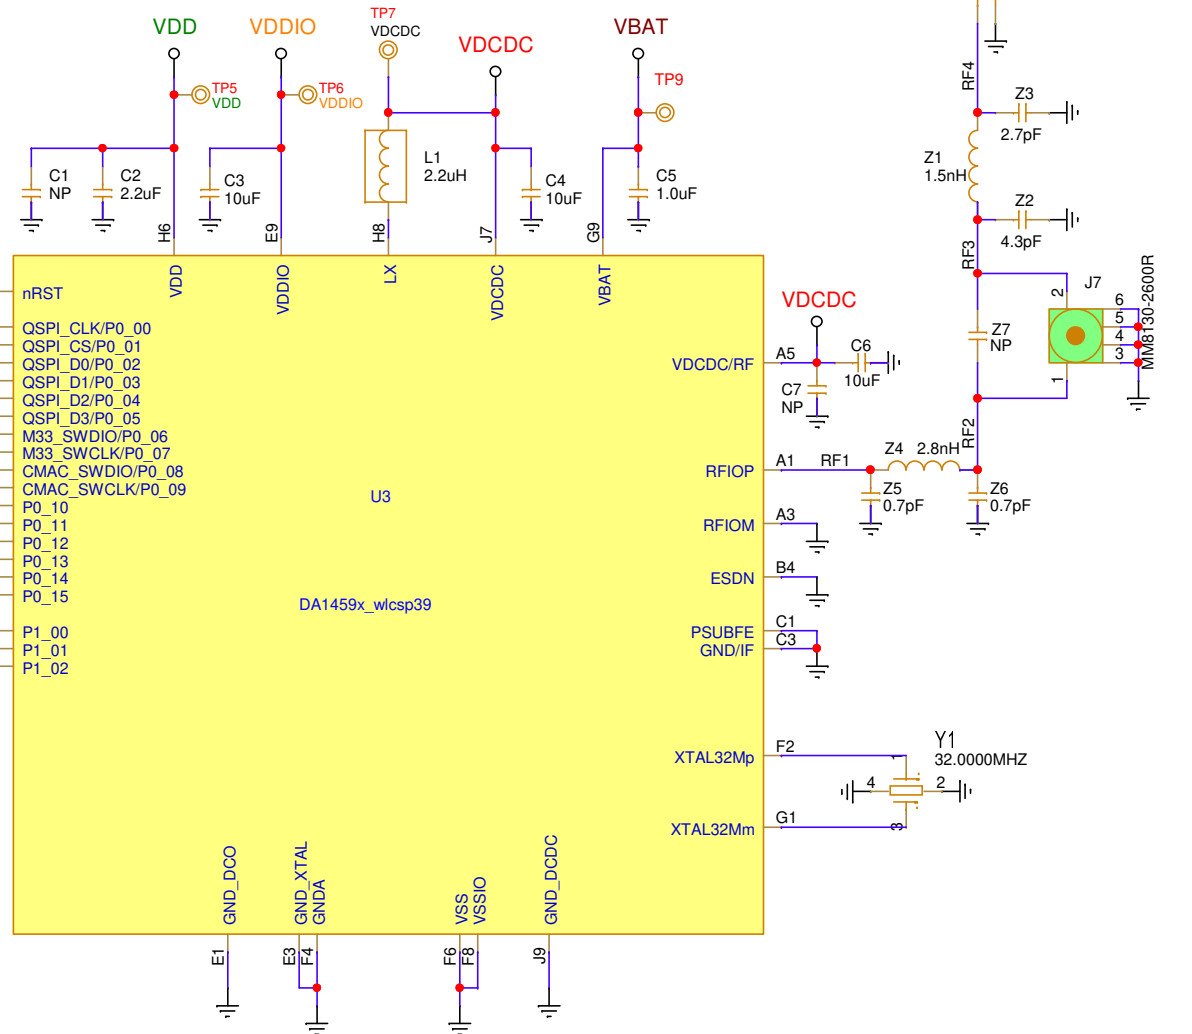 TP7
VDD
VDDIO
VDCDC
VDCDC
VBAT
TP5
VDD
TP6
VDDIO
TP9
RF4
Z3
2.7pF
C1
NP
C2
2.2uF
C3
10uF
L1
2.2uH
C4
10uF
C5
1.0uF
Z1
1.5nH
Z2
4.3pF
H6
E9
H8
J7
G9
RF3
VDD
VDDIO
LX
VDCDC
VBAT
nRST
QSPI_CLK/P0_00
QSPI_CS/P0_01
QSPI_D0/P0_02
QSPI_D1/P0_03
QSPI_D2/P0_04
QSPI_D3/P0_05
M33_SWDIO/P0_06
M33_SWCLK/P0_07
CMAC_SWDIO/P0_08
CMAC_SWCLK/P0_09
P0_10
P0_11
P0_12
P0_13
P0_14
P0_15
P1_00
P1_01
P1_02
U3
DA1459x_wlcsp39
VDCDC
VDCDC/RF
A5
C6
10uF
C7
NP
J7
MM8130-2600R
2
6
5
4
3
1
Z7
NP
RF2
RFIOP
A1
RF1
Z4
2.8nH
Z5
0.7pF
Z6
0.7pF
RFIOM
A3
ESDN
B4
PSUBFE
C1
GND/IF
C3
XTAL32Mp
F2
Y1
32.0000MHZ
1
4
2
3
XTAL32Mm
G1
GND_DCO
GND_XTAL
GNDA
VSS
VSSIO
GND_DCDC
E1
E3
F4
F6
F8
J9